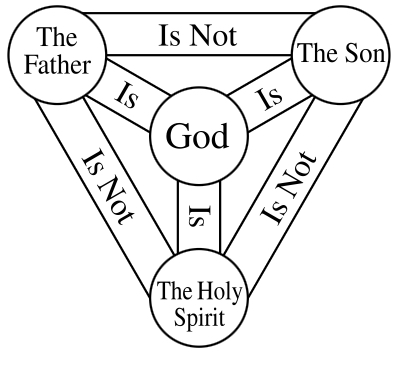 The
Father
Is Not
The Son
Is
Is
God
Is Not
Is
Is Not
The Holy
Spirit